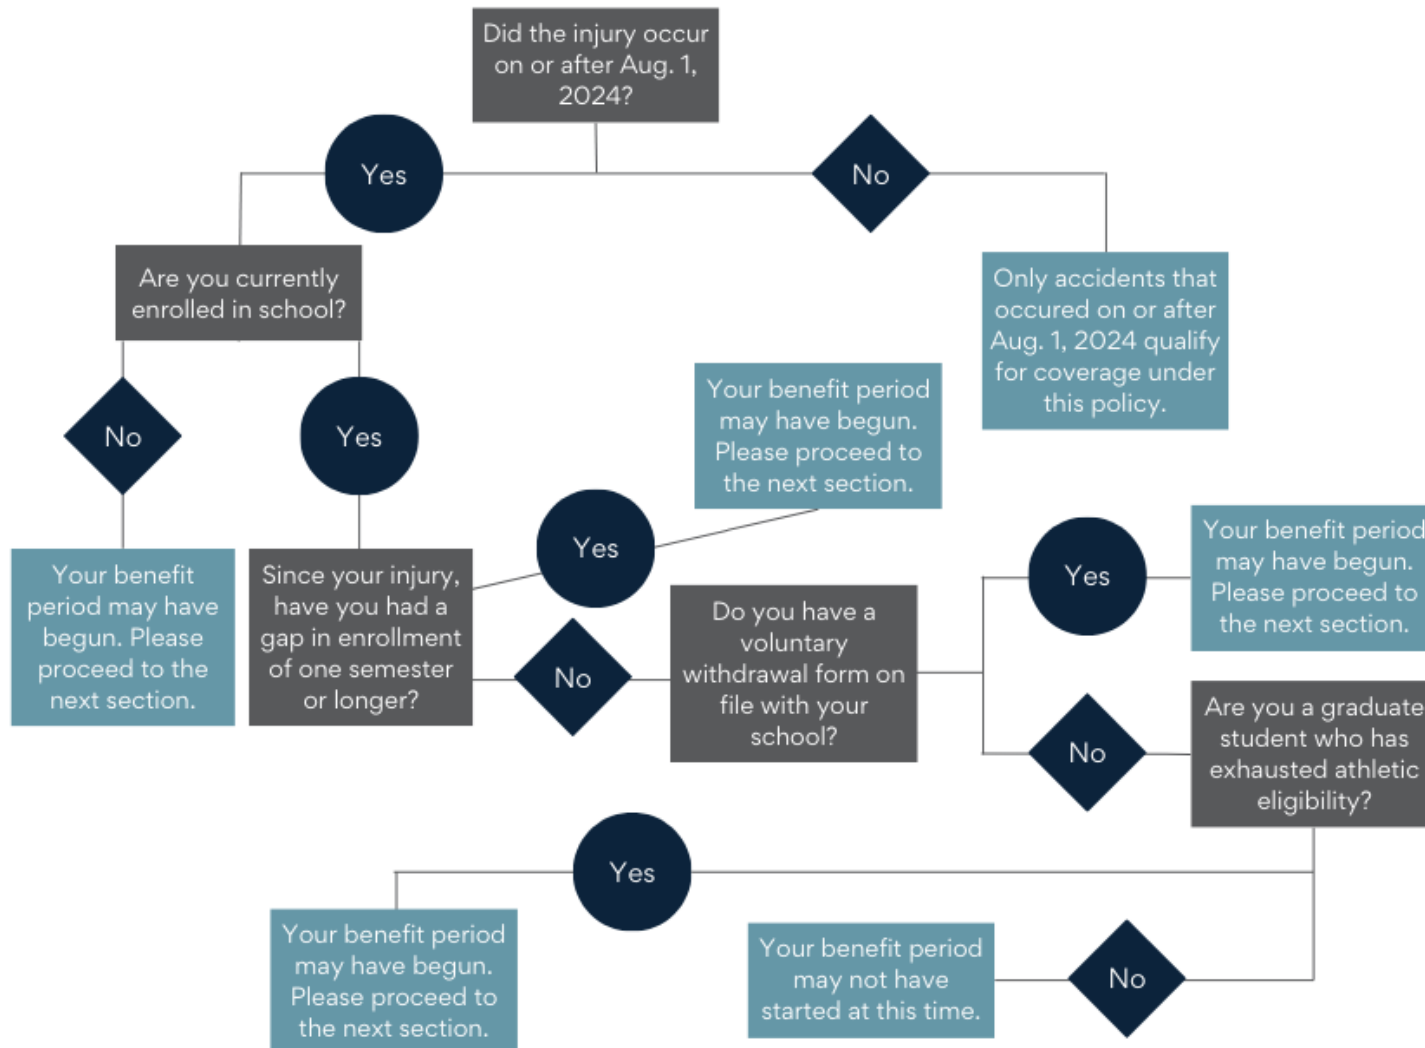 Did the injury occur
on or after Aug. 1,
2024?
Yes
No
Are you currently
enrolled in school?
Only accidents that
occured on or after
Aug. 1, 2024 qualify
for coverage under
this policy.
No
Yes
Your benefit period
may have begun.
Please proceed to
the next section.
Your benefit
period may have
begun. Please
proceed to the
next section.
Since your injury,
have you had a
gap in enrollment
of one semester
or longer?
Yes
No
Do you have a
voluntary
withdrawal form on
file with your
school?
Yes
Your benefit period
may have begun.
Please proceed to
the next section.
No
Are you a graduate
student who has
exhausted athletic
eligibility?
Yes
Your benefit period
may have begun.
Please proceed to
the next section.
No
Your benefit period
may not have
started at this time.